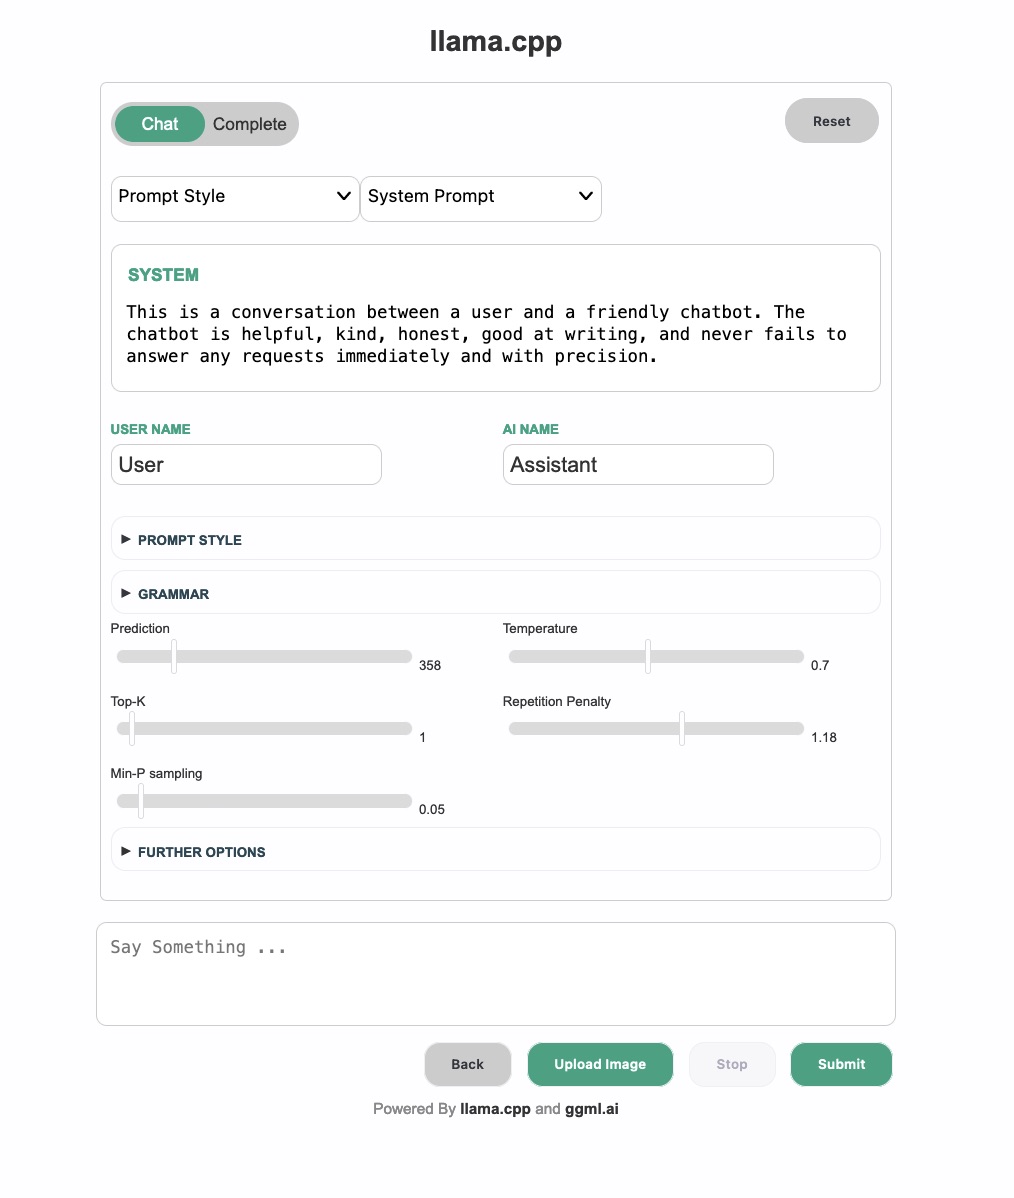 llama.cpp
Chat Complete Reset
Prompt Style System Prompt
SYSTEM
This is a conversation between a user and a friendly chatbot. The
chatbot is helpful, kind, honest, good at writing, and never fails to
answer any requests immediately and with precision.
USER NAME AI NAME
User Assistant
PROMPT STYLE
GRAMMAR
Prediction Temperature
358 0.7
Top-K Repetition Penalty
1 1.18
Min-P sampling
0.05
FURTHER OPTIONS
Say Something ...
Back Upload Image Stop Submit
Powered By llama.cpp and ggml.ai